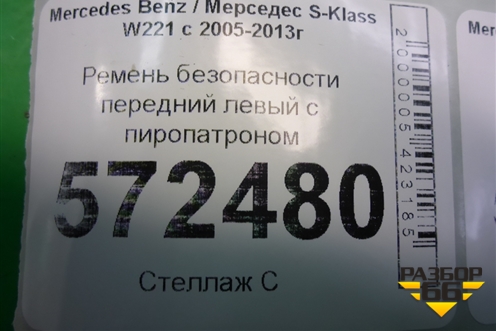 Mercedes Benz / Мерседес S-Klass
W221 с 2005-2013г
Ремень безопасности
передний левый с
пиропатроном
572480
Стеллаж С
2000005423185
РАЗБОР
66